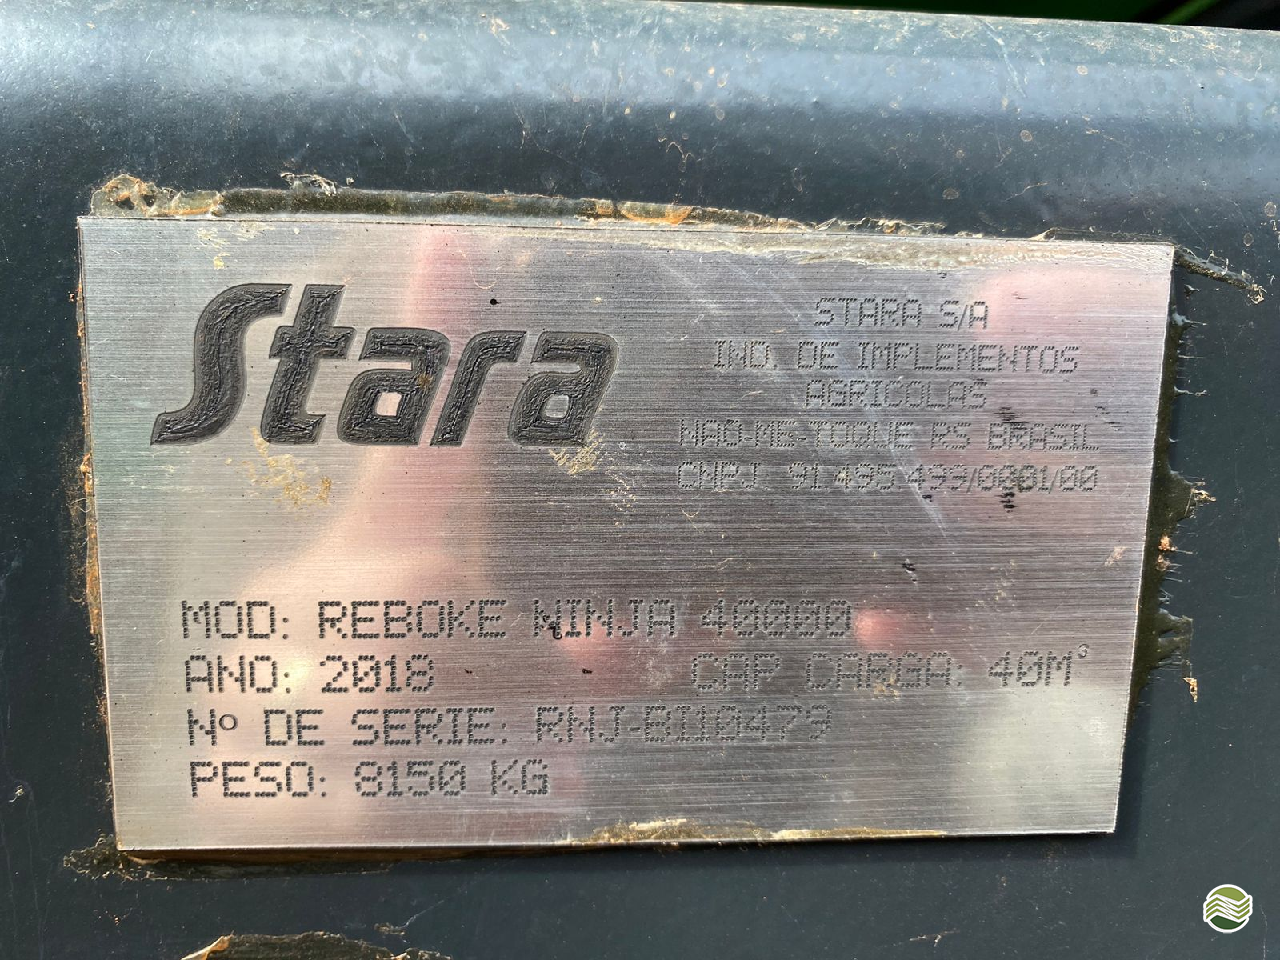 Stara
STARA S/A
IND. DE IMPLEMENTOS
AGRICOLAS
NAO-ME-TOQUE RS BRASIL
CNPJ 91.495.499/0001/00
MOD: REBOKE NINJA 40000
ANO: 2018 CAP CARGA: 40M³
Nº DE SERIE: RNJ-BI10479
PESO: 8150 KG